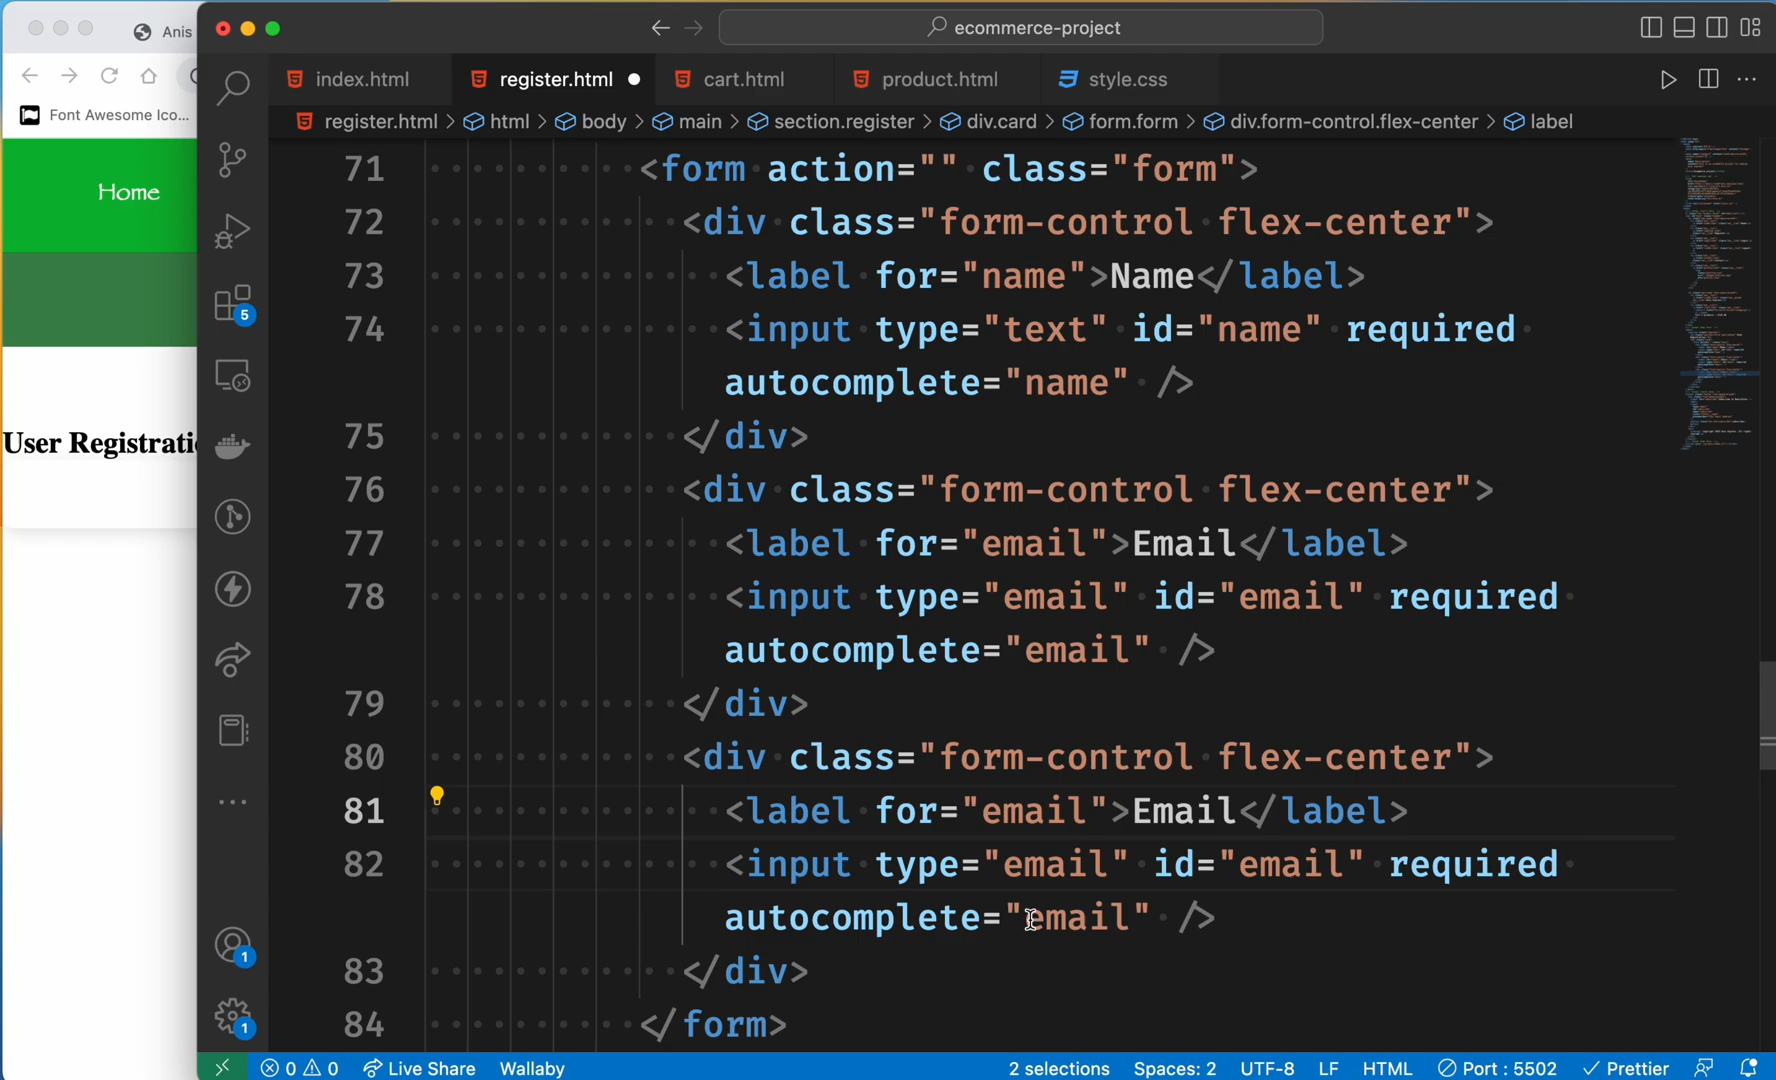 Anis
ecommerce-project
index.html
register.html
cart.html
product.html
style.css
Font Awesome Ico...
register.html > html > body > main > section.register > div.card > form.form > div.form-control.flex-center > label
Home
User Registrati
71 <form action="" class="form">
72 <div class="form-control flex-center">
73 <label for="name">Name</label>
74 <input type="text" id="name" required
autocomplete="name" />
75 </div>
76 <div class="form-control flex-center">
77 <label for="email">Email</label>
78 <input type="email" id="email" required
autocomplete="email" />
79 </div>
80 <div class="form-control flex-center">
81 <label for="email">Email</label>
82 <input type="email" id="email" required
autocomplete="email" />
83 </div>
84 </form>
5
1
1
0 0 Live Share Wallaby 2 selections Spaces: 2 UTF-8 LF HTML Port : 5502 Prettier